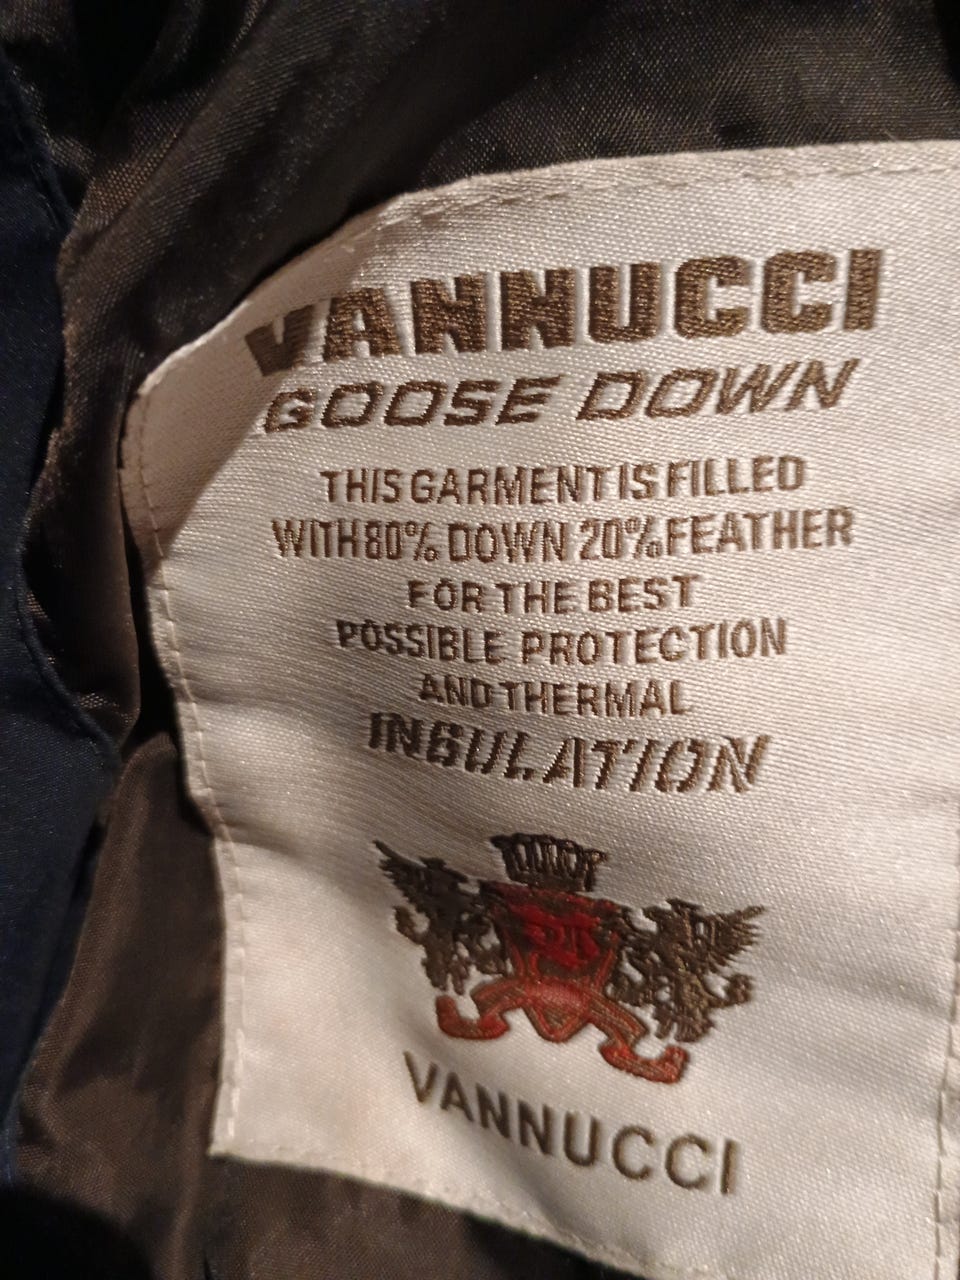 VANNUCCI
GOOSE DOWN
THIS GARMENT IS FILLED
WITH 80% DOWN 20% FEATHER
FOR THE BEST
POSSIBLE PROTECTION
AND THERMAL
INSULATION
VANNUCCI